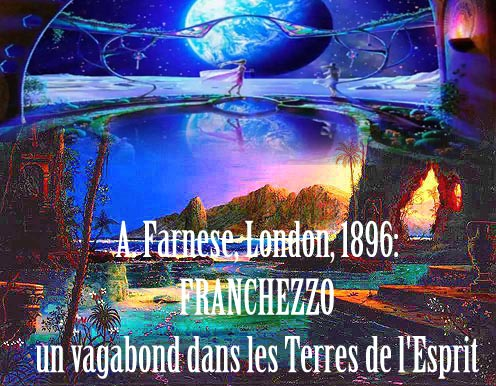 A. Farnese, London, 1896:
FRANCHEZZO
un vagabond dans les Terres de l'Esprit